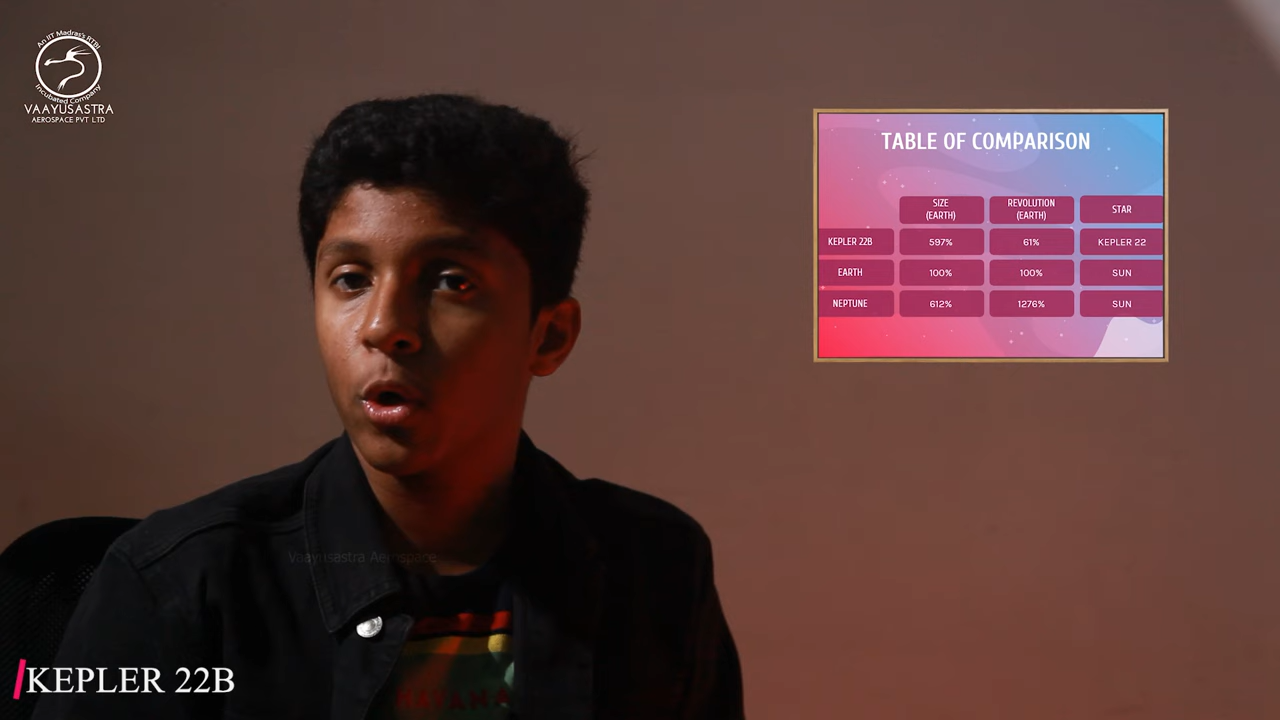 An IIT Madras's RTBI
Incubated Company
VAAYUSASTRA
AEROSPACE PVT LTD
TABLE OF COMPARISON
SIZE (EARTH) REVOLUTION (EARTH) STAR
KEPLER 22B 597% 61% KEPLER 22
EARTH 100% 100% SUN
NEPTUNE 612% 1276% SUN
Vaayusastra Aerospace
HAVANA
KEPLER 22B